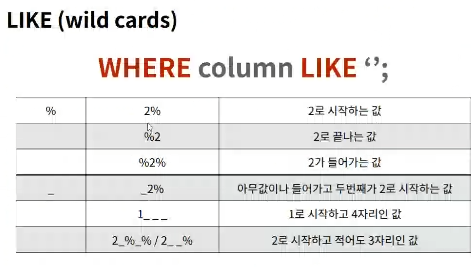 LIKE (wild cards)
WHERE column LIKE ‘’;
% 2% 2로 시작하는 값
%2 2로 끝나는 값
%2% 2가 들어가는 값
_ _2% 아무값이나 들어가고 두번째가 2로 시작하는 값
1_ _ _ 1로 시작하고 4자리인 값
2_%_% / 2_ _% 2로 시작하고 적어도 3자리인 값